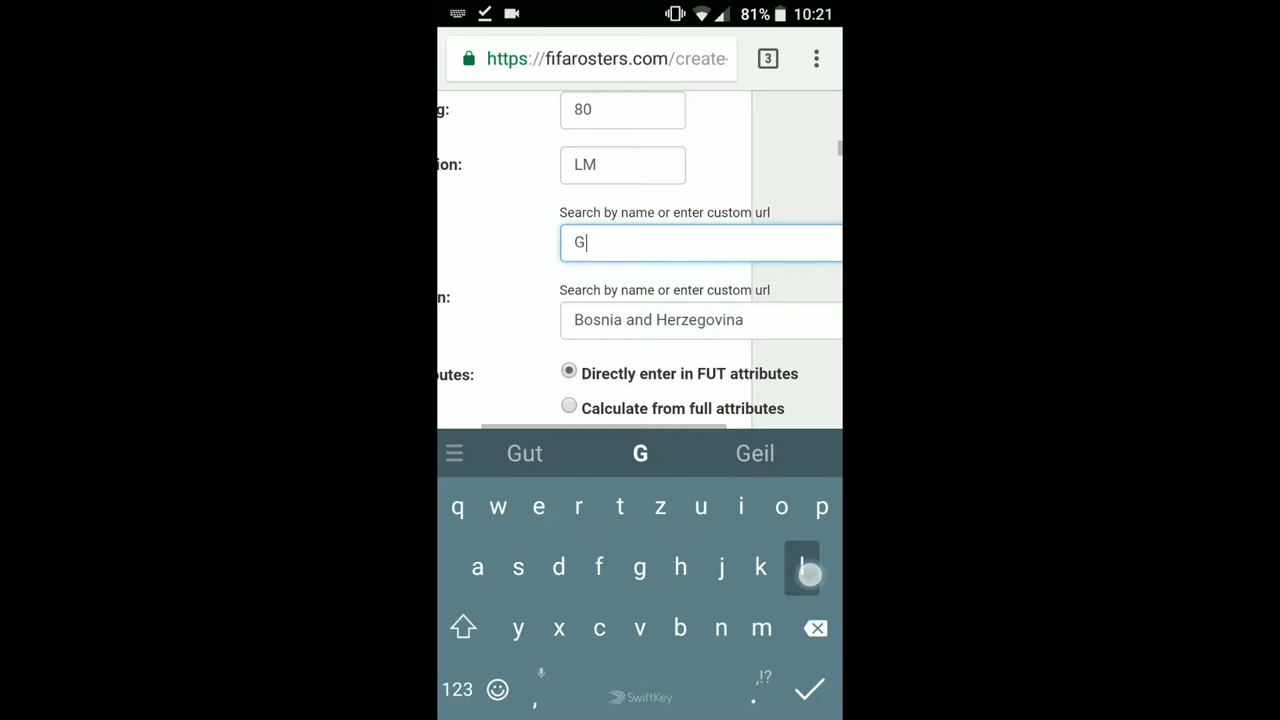 81% 10:21
https://fifarosters.com/create- 3
g: 80
ion: LM
Search by name or enter custom url
G
Search by name or enter custom url
n: Bosnia and Herzegovina
outes: Directly enter in FUT attributes
Calculate from full attributes
Gut G Geil
q w e r t z u i o p
a s d f g h j k l
y x c v b n m
,!?
123 , SwiftKey .